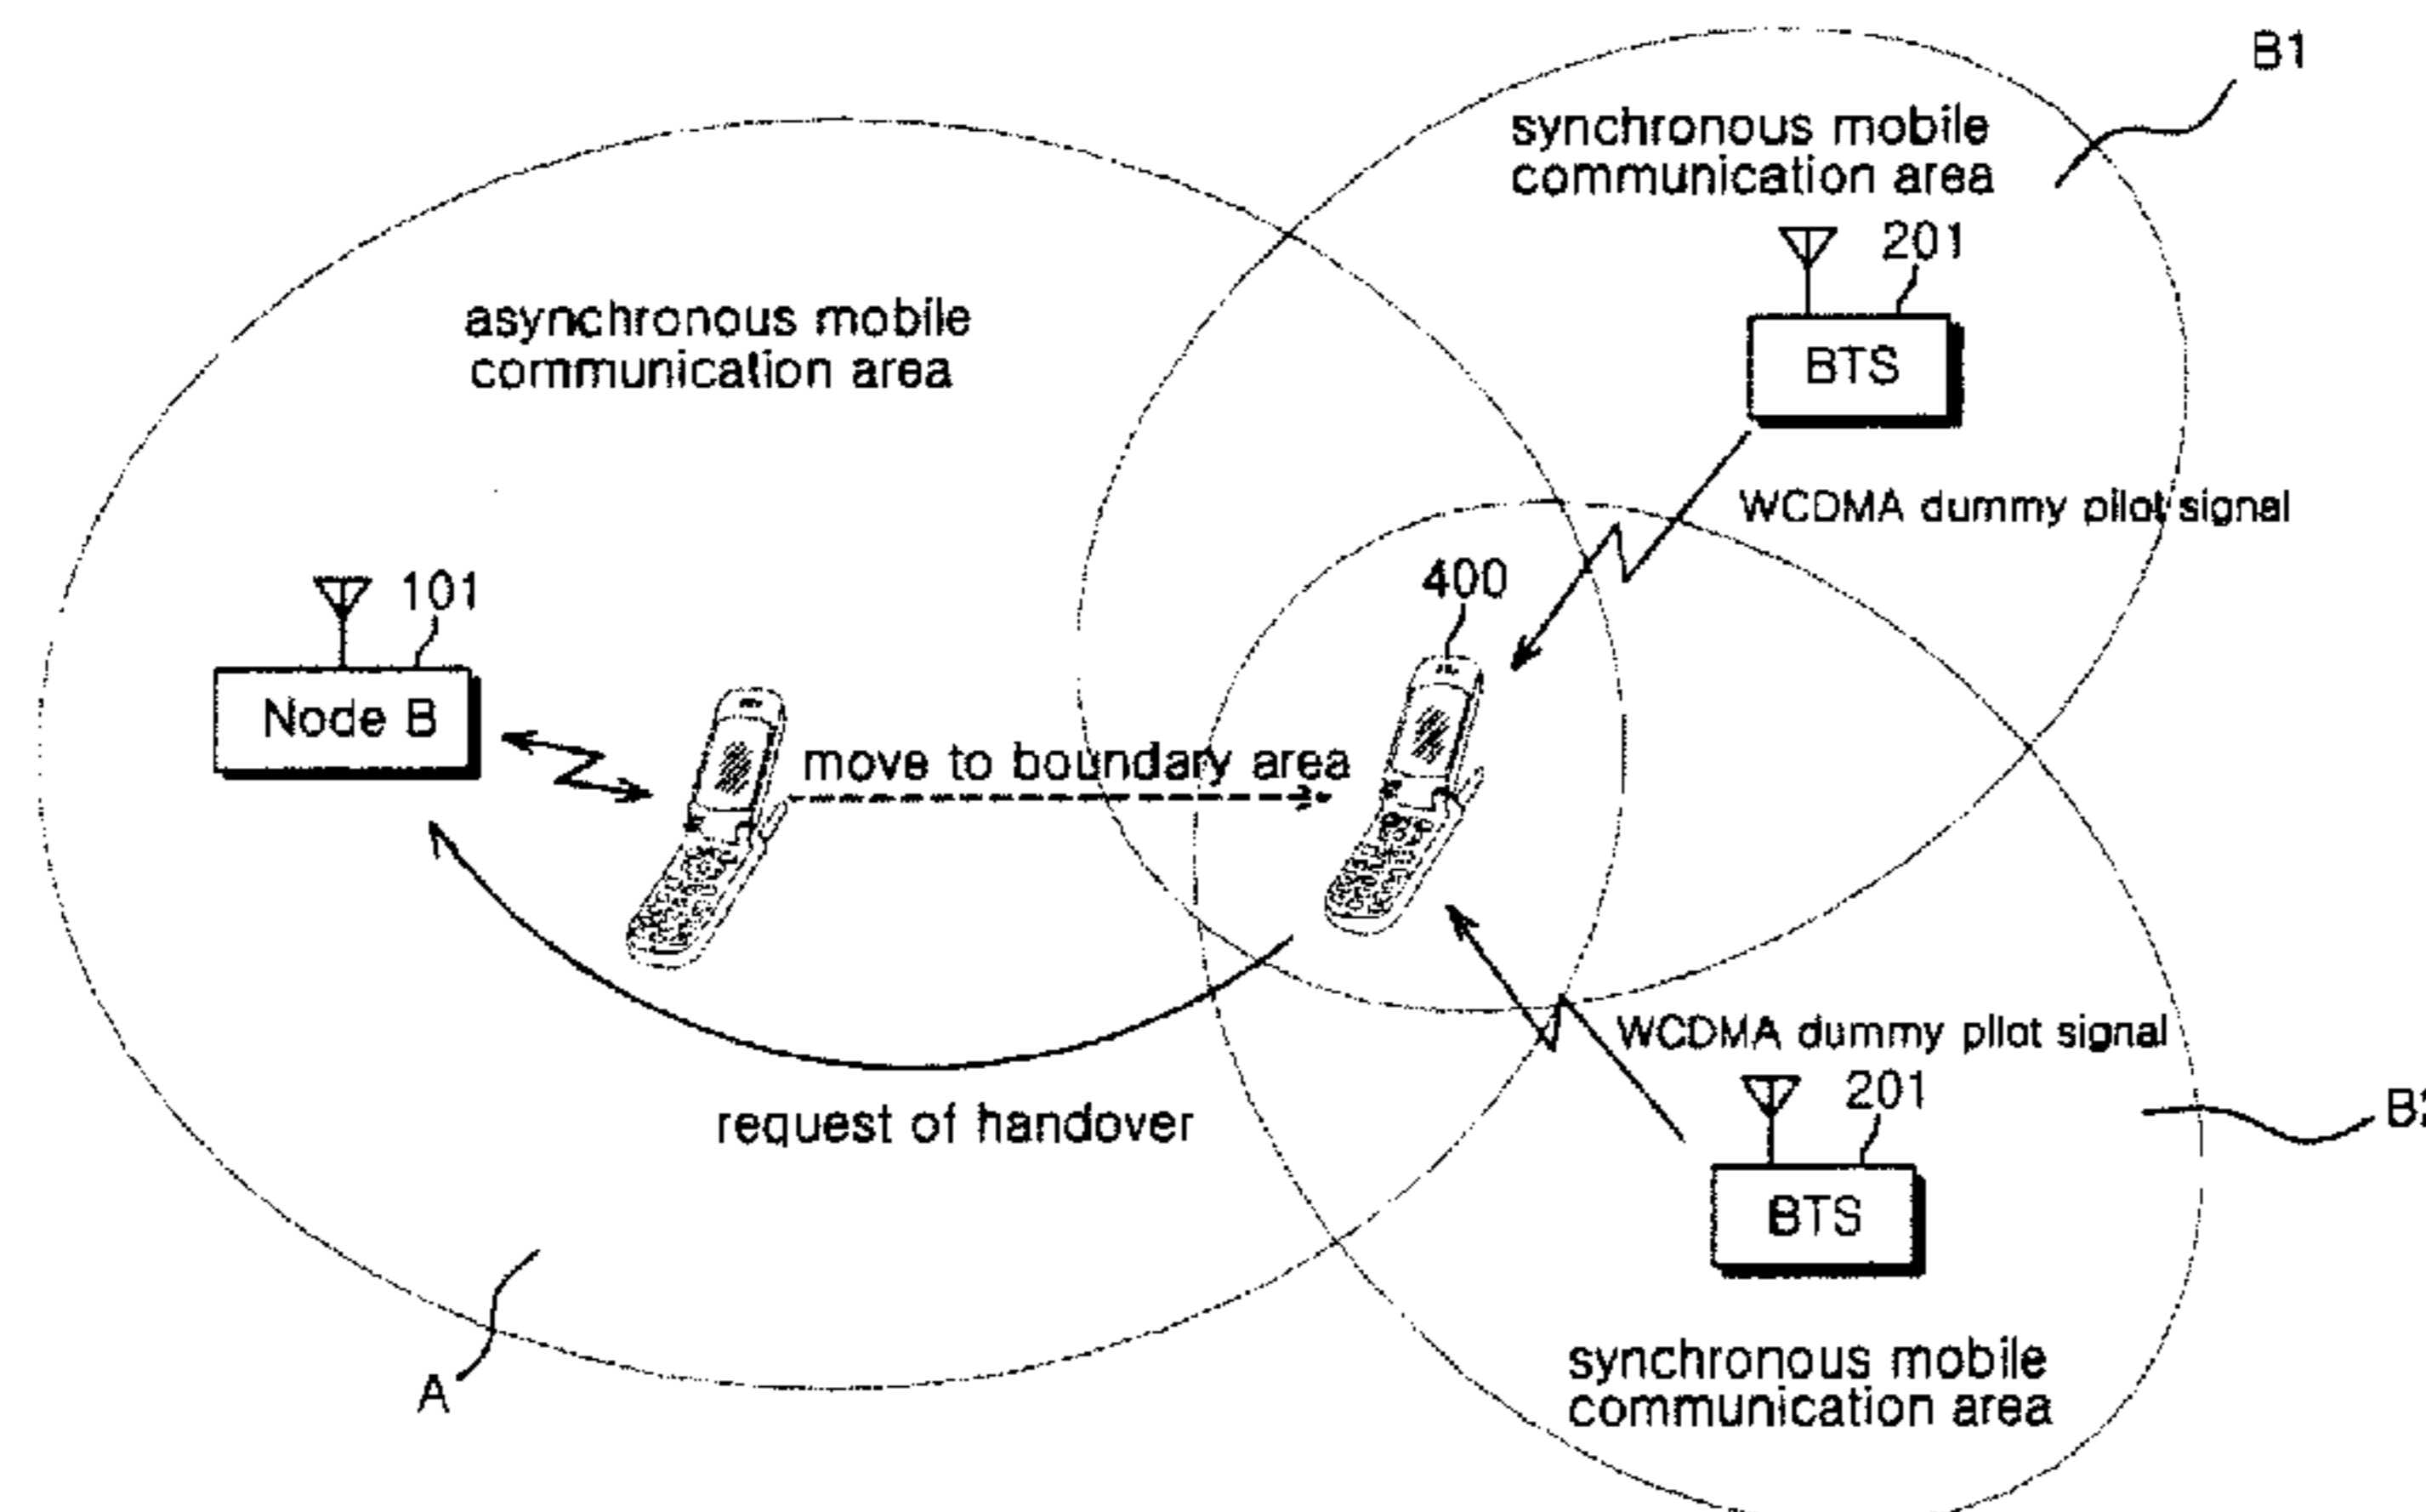 B1
synchronous mobile
communication area
201
BTS
asynchronous mobile
communication area
WCDMA dummy pilot signal
400
101
Node B
move to boundary area
WCDMA dummy pilot signal
request of handover
201
BTS
synchronous mobile
communication area
A